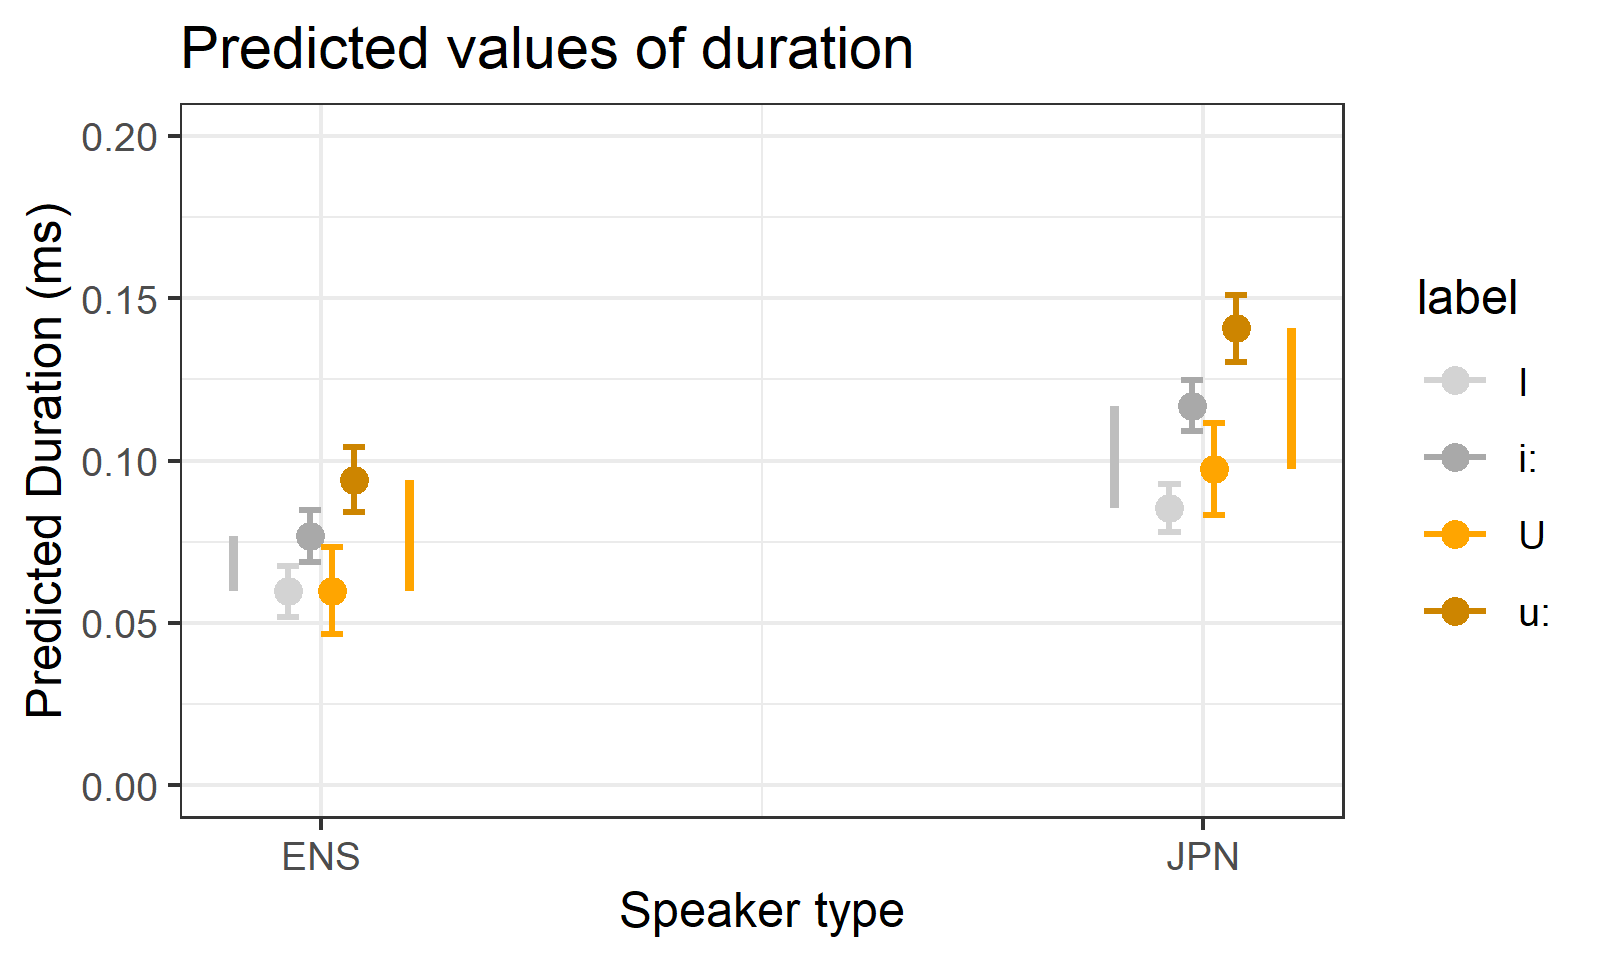 Predicted values of duration
Predicted Duration (ms)
0.20
0.15
0.10
0.05
0.00
ENS
JPN
Speaker type
label
I
i:
U
u: